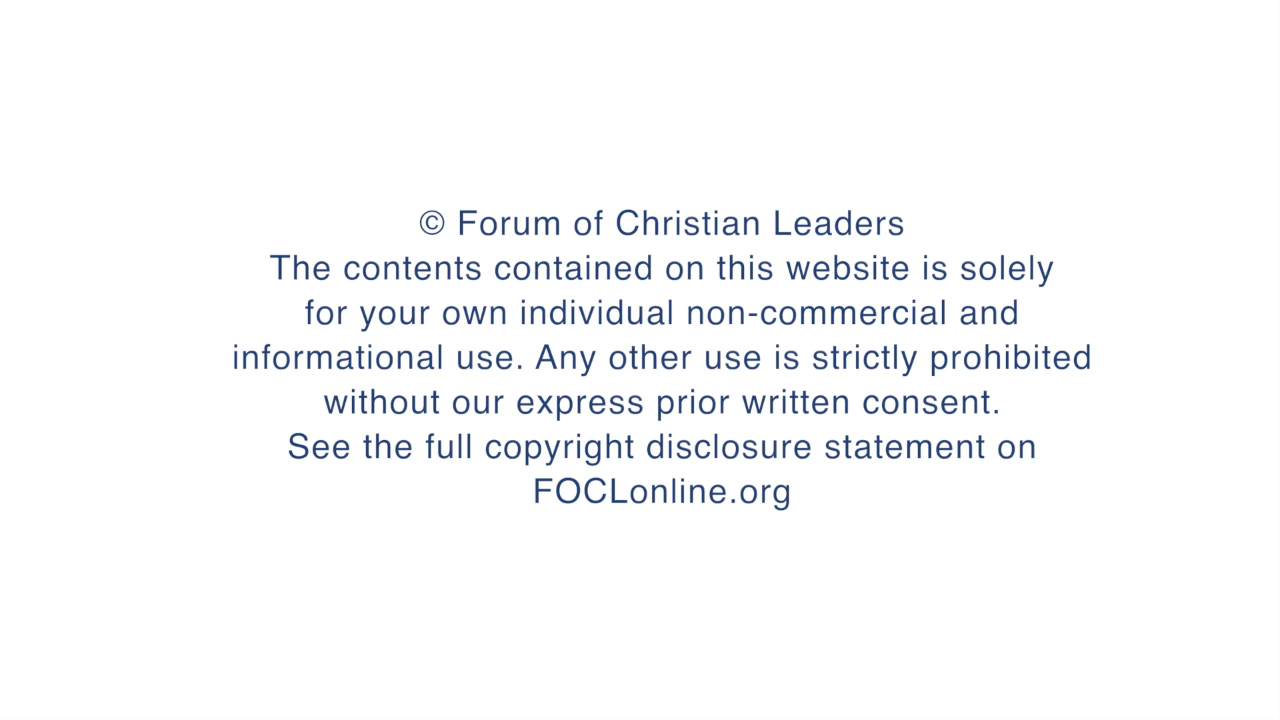 © Forum of Christian Leaders
The contents contained on this website is solely
for your own individual non-commercial and
informational use. Any other use is strictly prohibited
without our express prior written consent.
See the full copyright disclosure statement on
FOCLonline.org